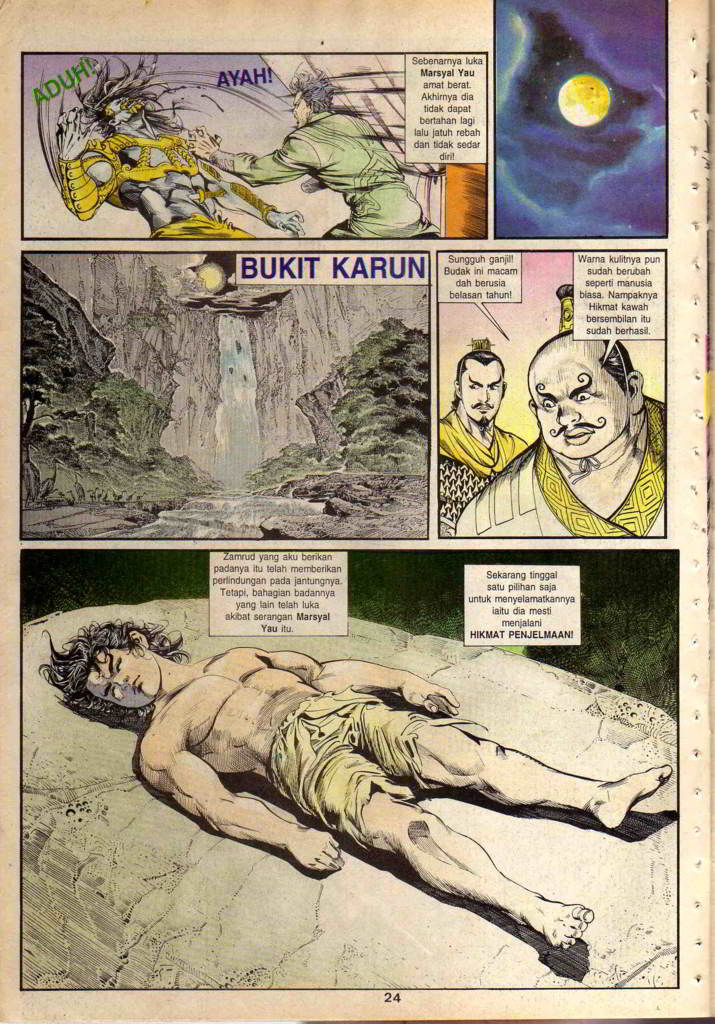 ADUH!
AYAH!
Sebenarnya luka
Marsyal Yau
amat berat.
Akhirnya dia
tidak dapat
bertahan lagi
lalu jatuh rebah
dan tidak sedar
diri!
BUKIT KARUN
Sungguh ganjil!
Budak ini macam
dah berusia
belasan tahun!
Warna kulitnya pun
sudah berubah
seperti manusia
biasa. Nampaknya
Hikmat kawah
bersembilan itu
sudah berhasil.
Zamrud yang aku berikan
padanya itu telah memberikan
perlindungan pada jantungnya.
Tetapi, bahagian badannya
yang lain telah luka
akibat serangan Marsyal
Yau itu.
Sekarang tinggal
satu pilihan saja
untuk menyelamatkannya
iaitu dia mesti
menjalani
HIKMAT PENJELMAAN!
24